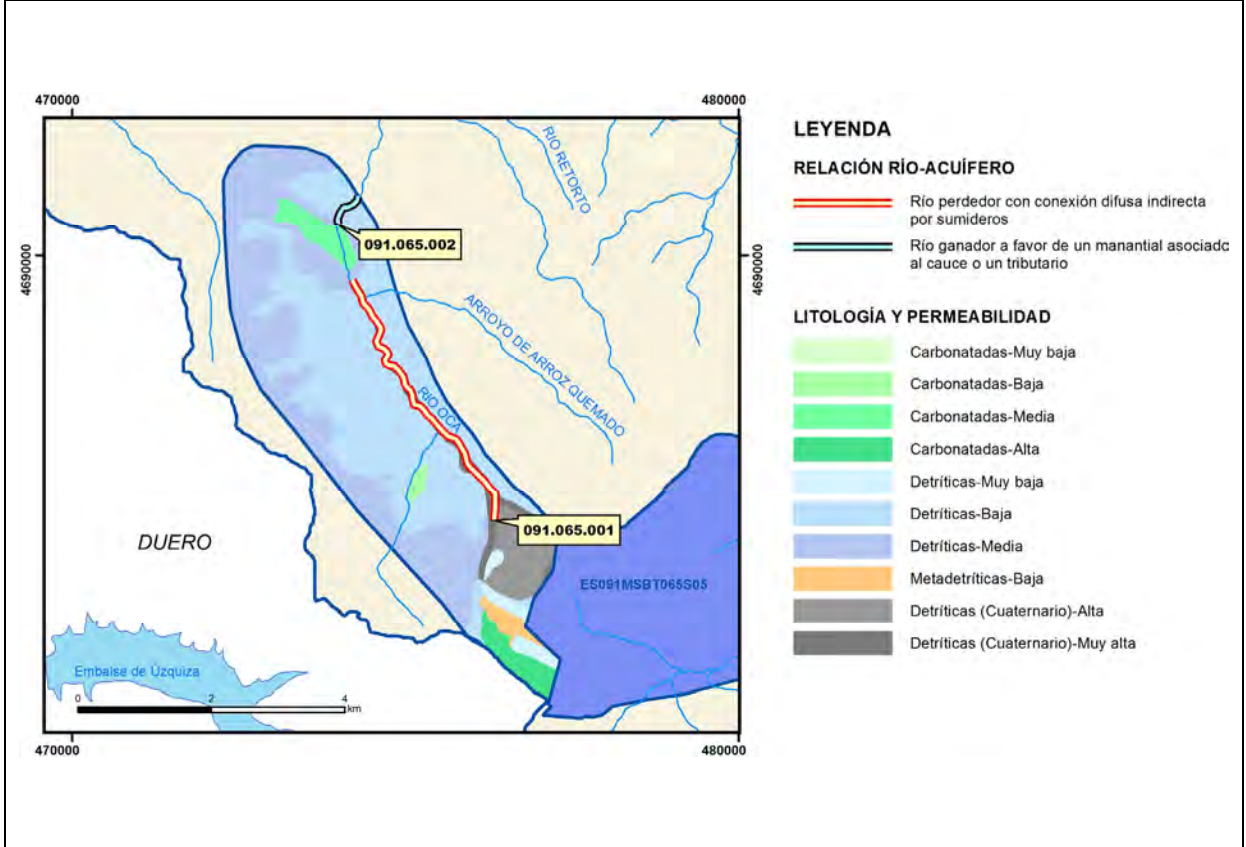 470000
480000
4690000
4690000
470000
480000
RIO RETORTO
091.065.002
ARROYO DE ARROZ QUEMADO
RIO OCA
091.065.001
DUERO
ES091MSBT065S05
Embalse de Úzquiza
0 2 4
km
LEYENDA
RELACIÓN RÍO-ACUÍFERO
Río perdedor con conexión difusa indirecta
por sumideros
Río ganador a favor de un manantial asociado
al cauce o un tributario
LITOLOGÍA Y PERMEABILIDAD
Carbonatadas-Muy baja
Carbonatadas-Baja
Carbonatadas-Media
Carbonatadas-Alta
Detríticas-Muy baja
Detríticas-Baja
Detríticas-Media
Metadetríticas-Baja
Detríticas (Cuaternario)-Alta
Detríticas (Cuaternario)-Muy alta